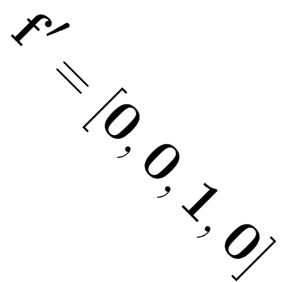 f′ = [0, 0, 1, 0]